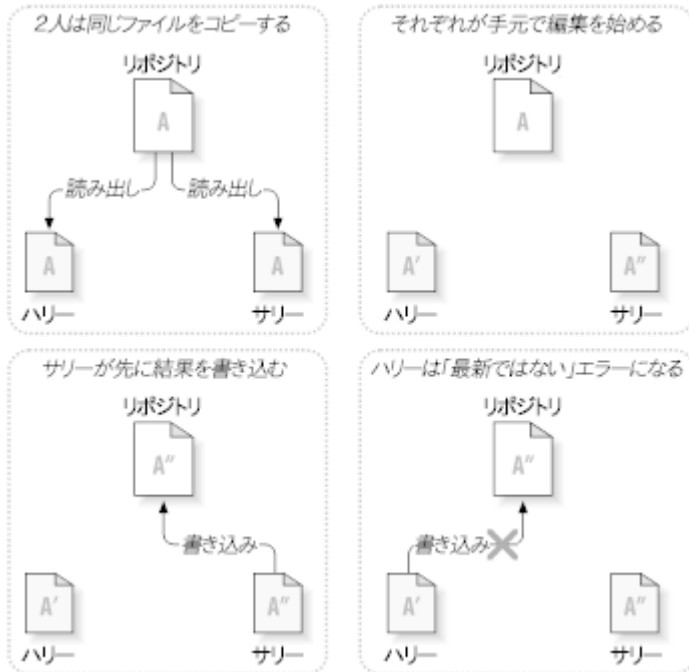 2人は同じファイルをコピーする
リポジトリ
A
読み出し
読み出し
A
A
ハリー
サリー
それぞれが手元で編集を始める
リポジトリ
A
A'
A"
ハリー
サリー
サリーが先に結果を書き込む
リポジトリ
A"
書き込み
A'
A"
ハリー
サリー
ハリーは「最新ではない」エラーになる
リポジトリ
A"
書き込み
A'
A"
ハリー
サリー